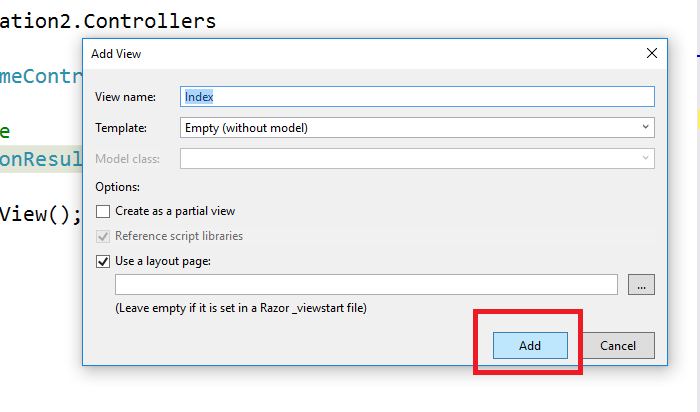 ation2.Controllers
Add View
meContr
View name: Index
e
Template: Empty (without model)
onResul
Model class:
Options:
Create as a partial view
View();
Reference script libraries
Use a layout page:
...
(Leave empty if it is set in a Razor _viewstart file)
Add Cancel